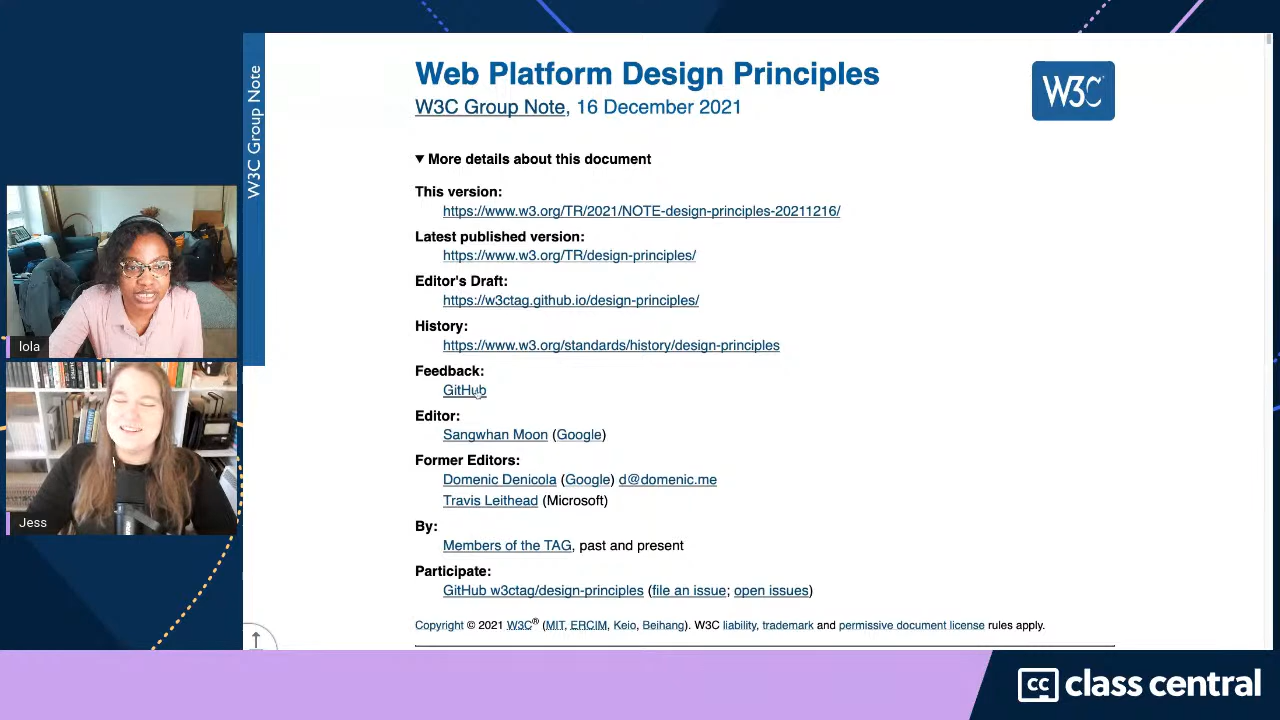 Web Platform Design Principles
W3C Group Note, 16 December 2021
W3C
W3C Group Note
▼ More details about this document
This version:
https://www.w3.org/TR/2021/NOTE-design-principles-20211216/
Latest published version:
https://www.w3.org/TR/design-principles/
Editor's Draft:
https://w3ctag.github.io/design-principles/
History:
https://www.w3.org/standards/history/design-principles
Feedback:
GitHub
Editor:
Sangwhan Moon (Google)
Former Editors:
Domenic Denicola (Google) d@domenic.me
Travis Leithead (Microsoft)
By:
Members of the TAG, past and present
Participate:
GitHub w3ctag/design-principles (file an issue; open issues)
Copyright © 2021 W3C® (MIT, ERCIM, Keio, Beihang). W3C liability, trademark and permissive document license rules apply.
lola
Jess
↑
cc class central